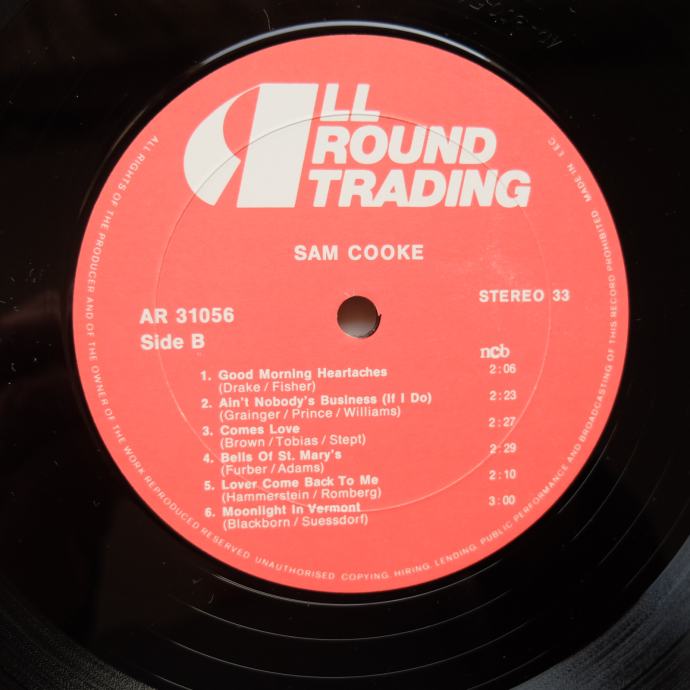 ALL
ROUND
TRADING
SAM COOKE
STEREO 33
AR 31056
Side B
ncb
1. Good Morning Heartaches 2:06
(Drake / Fisher)
2. Ain't Nobody's Business (If I Do) 2:23
(Grainger / Prince / Williams)
3. Comes Love 2:27
(Brown / Tobias / Stept)
4. Bells Of St. Mary's 2:29
(Furber / Adams)
5. Lover Come Back To Me 2:10
(Hammerstein / Romberg)
6. Moonlight In Vermont 3:00
(Blackborn / Suessdorf)
ALL RIGHTS OF THE PRODUCER AND OF THE OWNER OF THE WORK REPRODUCED RESERVED. UNAUTHORISED COPYING, HIRING, LENDING, PUBLIC PERFORMANCE AND BROADCASTING OF THIS RECORD PROHIBITED MADE IN EEC